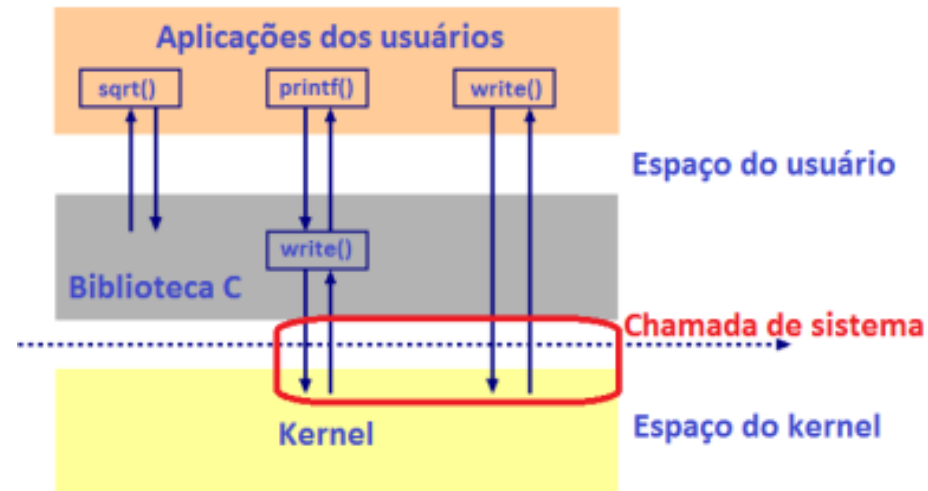 Aplicações dos usuários
sqrt()
printf()
write()
Espaço do usuário
write()
Biblioteca C
Chamada de sistema
Kernel
Espaço do kernel